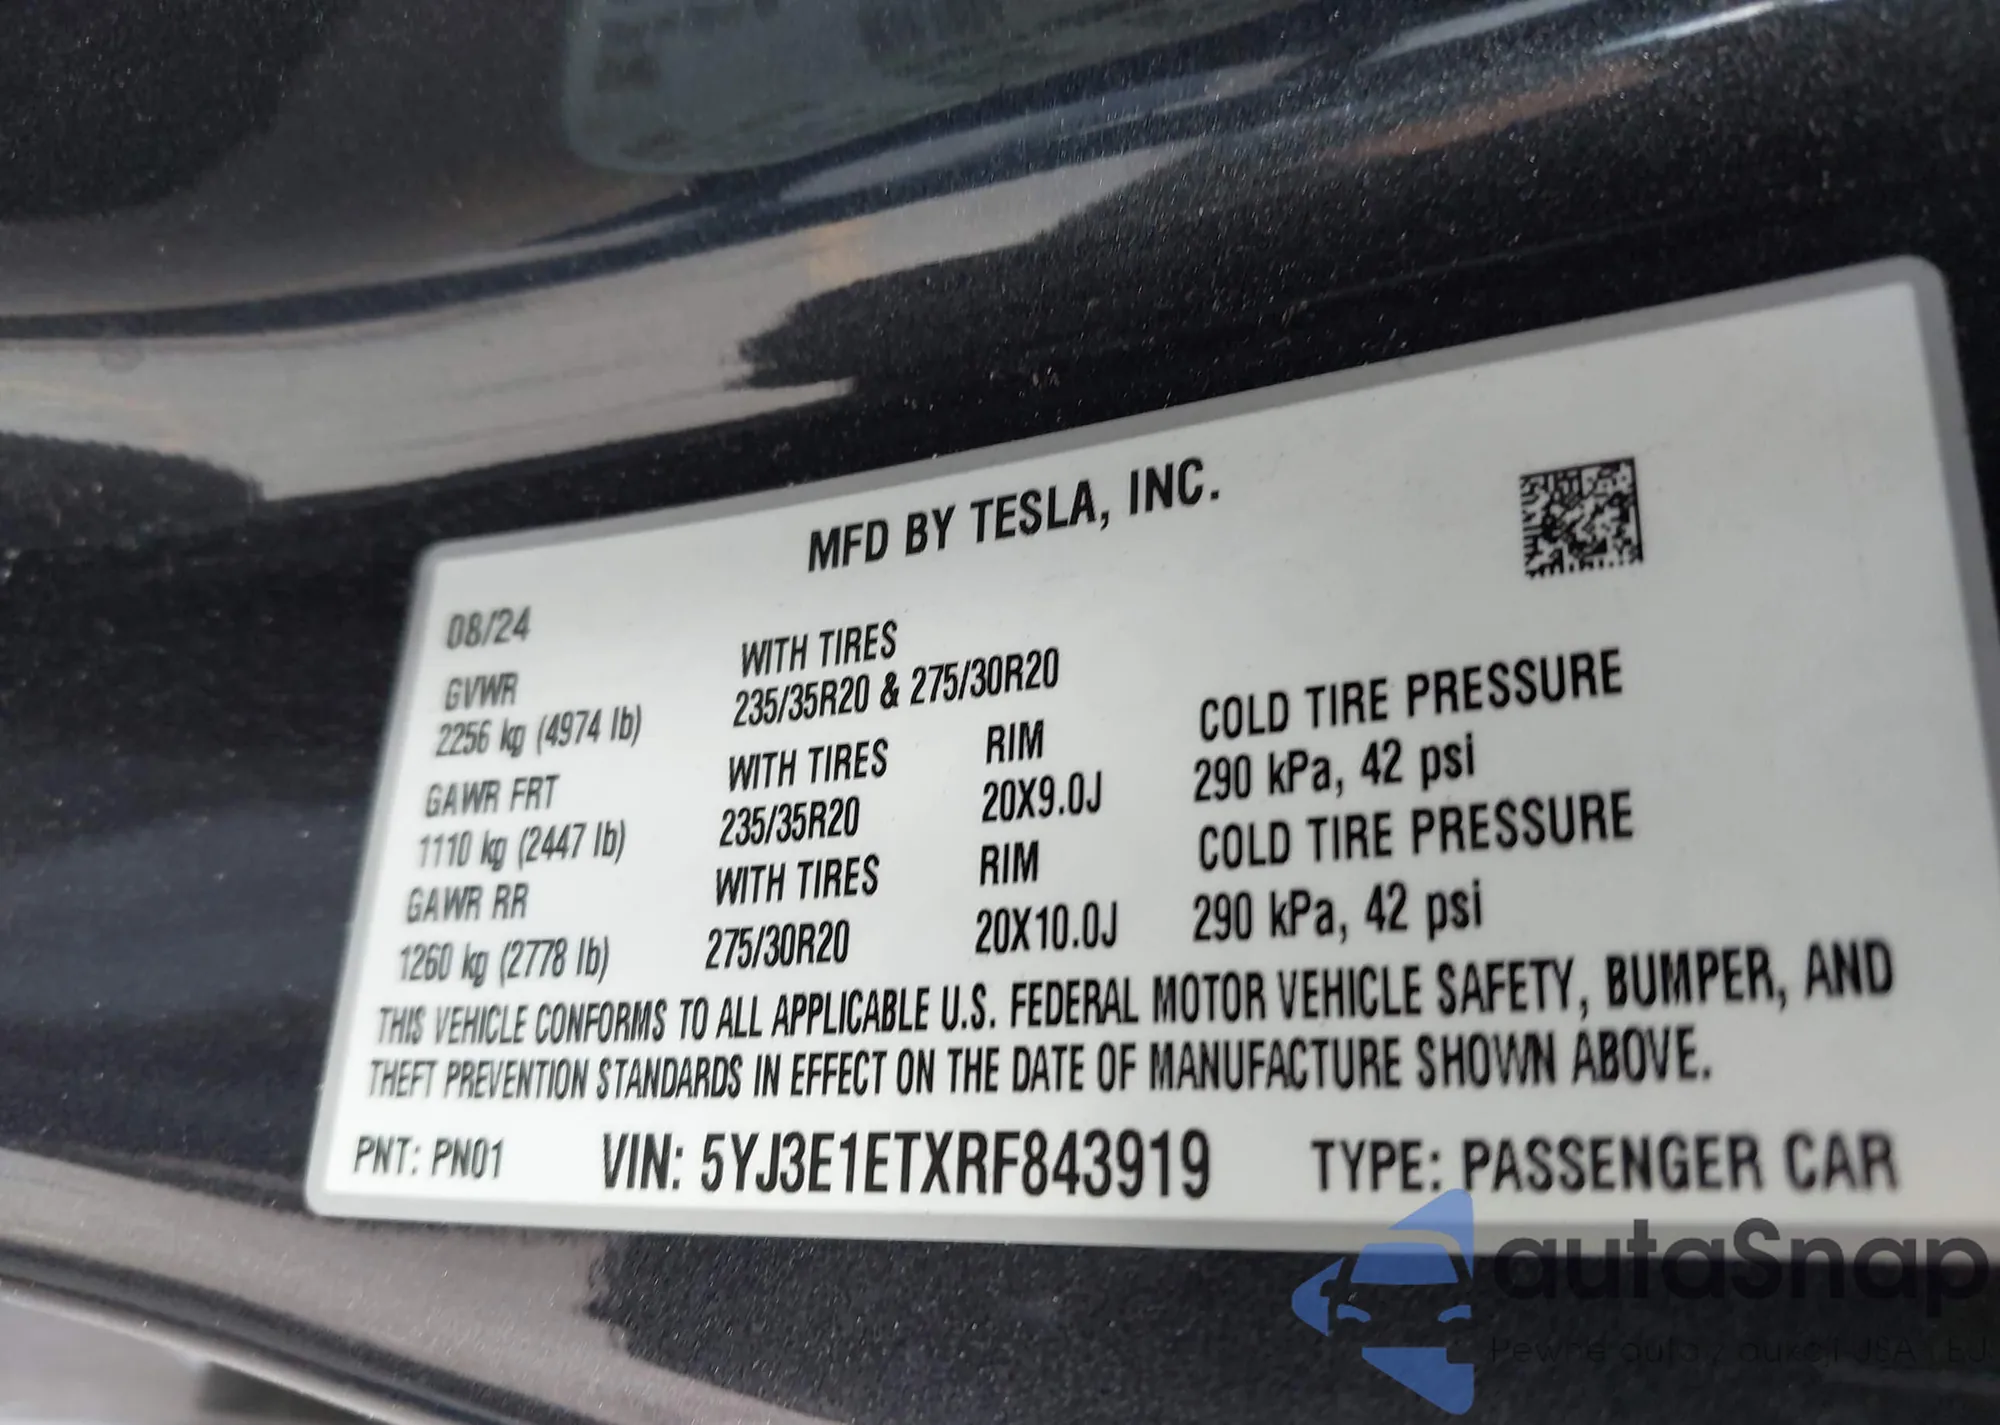 MFD BY TESLA, INC.
08/24
GVWR WITH TIRES
2256 kg (4974 lb) 235/35R20 & 275/30R20
GAWR FRT WITH TIRES RIM COLD TIRE PRESSURE
1110 kg (2447 lb) 235/35R20 20X9.0J 290 kPa, 42 psi
GAWR RR WITH TIRES RIM COLD TIRE PRESSURE
1260 kg (2778 lb) 275/30R20 20X10.0J 290 kPa, 42 psi
THIS VEHICLE CONFORMS TO ALL APPLICABLE U.S. FEDERAL MOTOR VEHICLE SAFETY, BUMPER, AND
THEFT PREVENTION STANDARDS IN EFFECT ON THE DATE OF MANUFACTURE SHOWN ABOVE.
PNT: PN01 VIN: 5YJ3E1ETXRF843919 TYPE: PASSENGER CAR
autaSnap
Pewne auta z aukcji USA